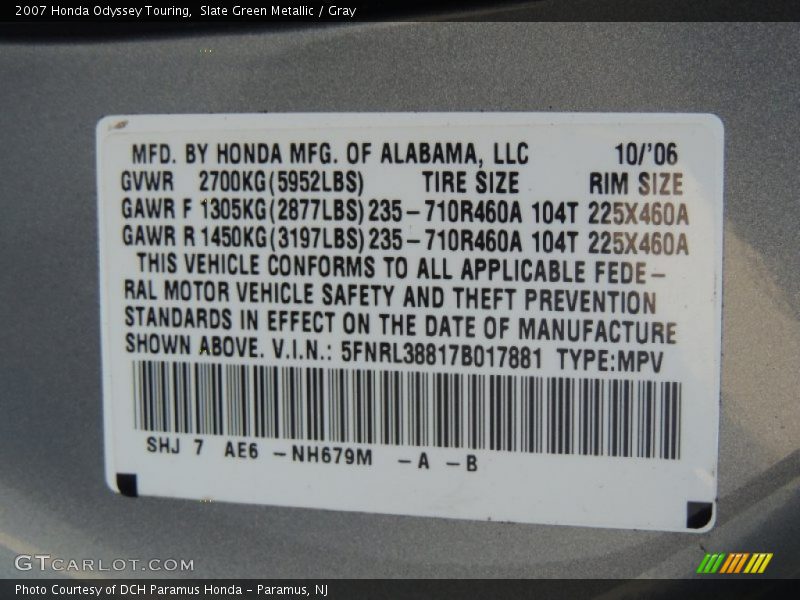 2007 Honda Odyssey Touring,  Slate Green Metallic / Gray
MFD. BY HONDA MFG. OF ALABAMA, LLC 10/'06
GVWR 2700KG(5952LBS) TIRE SIZE RIM SIZE
GAWR F 1305KG(2877LBS) 235-710R460A 104T 225X460A
GAWR R 1450KG(3197LBS) 235-710R460A 104T 225X460A
THIS VEHICLE CONFORMS TO ALL APPLICABLE FEDE-
RAL MOTOR VEHICLE SAFETY AND THEFT PREVENTION
STANDARDS IN EFFECT ON THE DATE OF MANUFACTURE
SHOWN ABOVE. V.I.N.: 5FNRL38817B017881 TYPE:MPV
SHJ 7 AE6 -NH679M -A -B
GTCARLOT.COM
Photo Courtesy of DCH Paramus Honda - Paramus, NJ